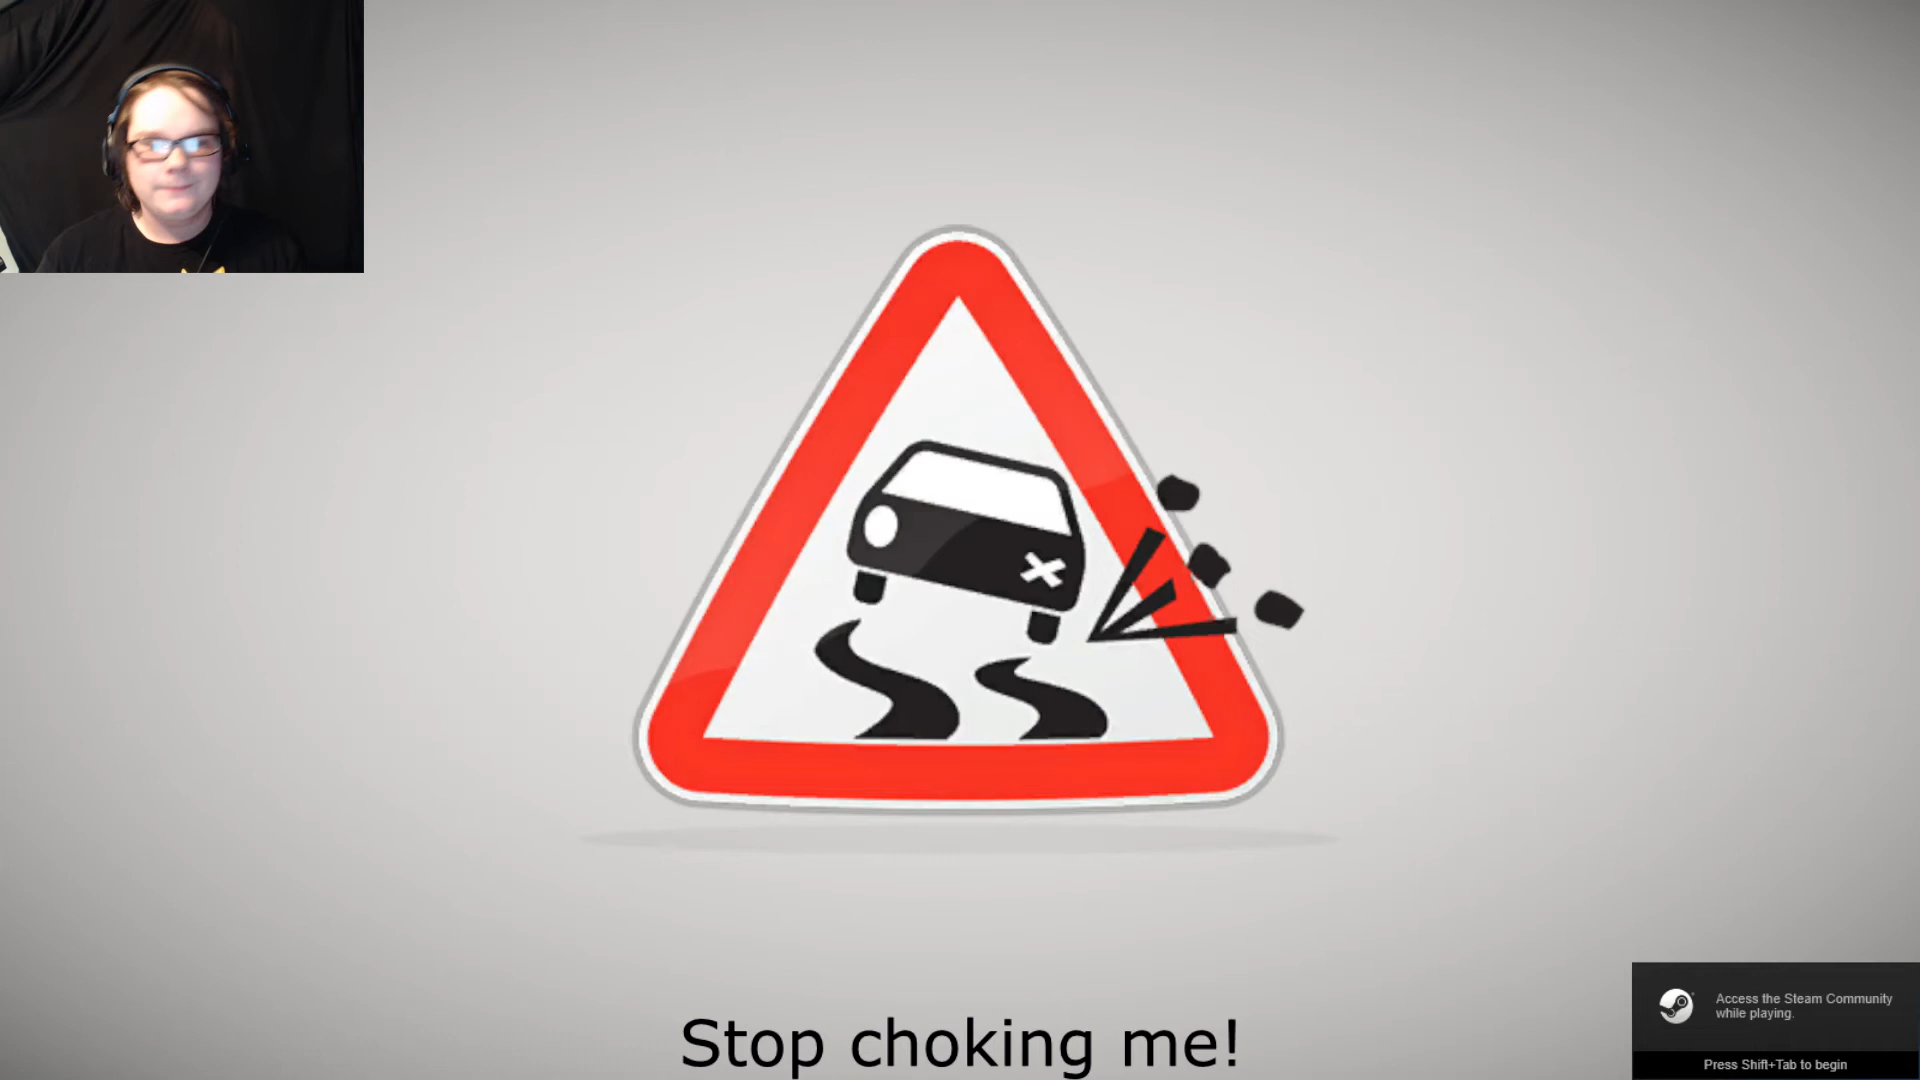 Stop choking me!
Access the Steam Community
while playing.
Press Shift+Tab to begin